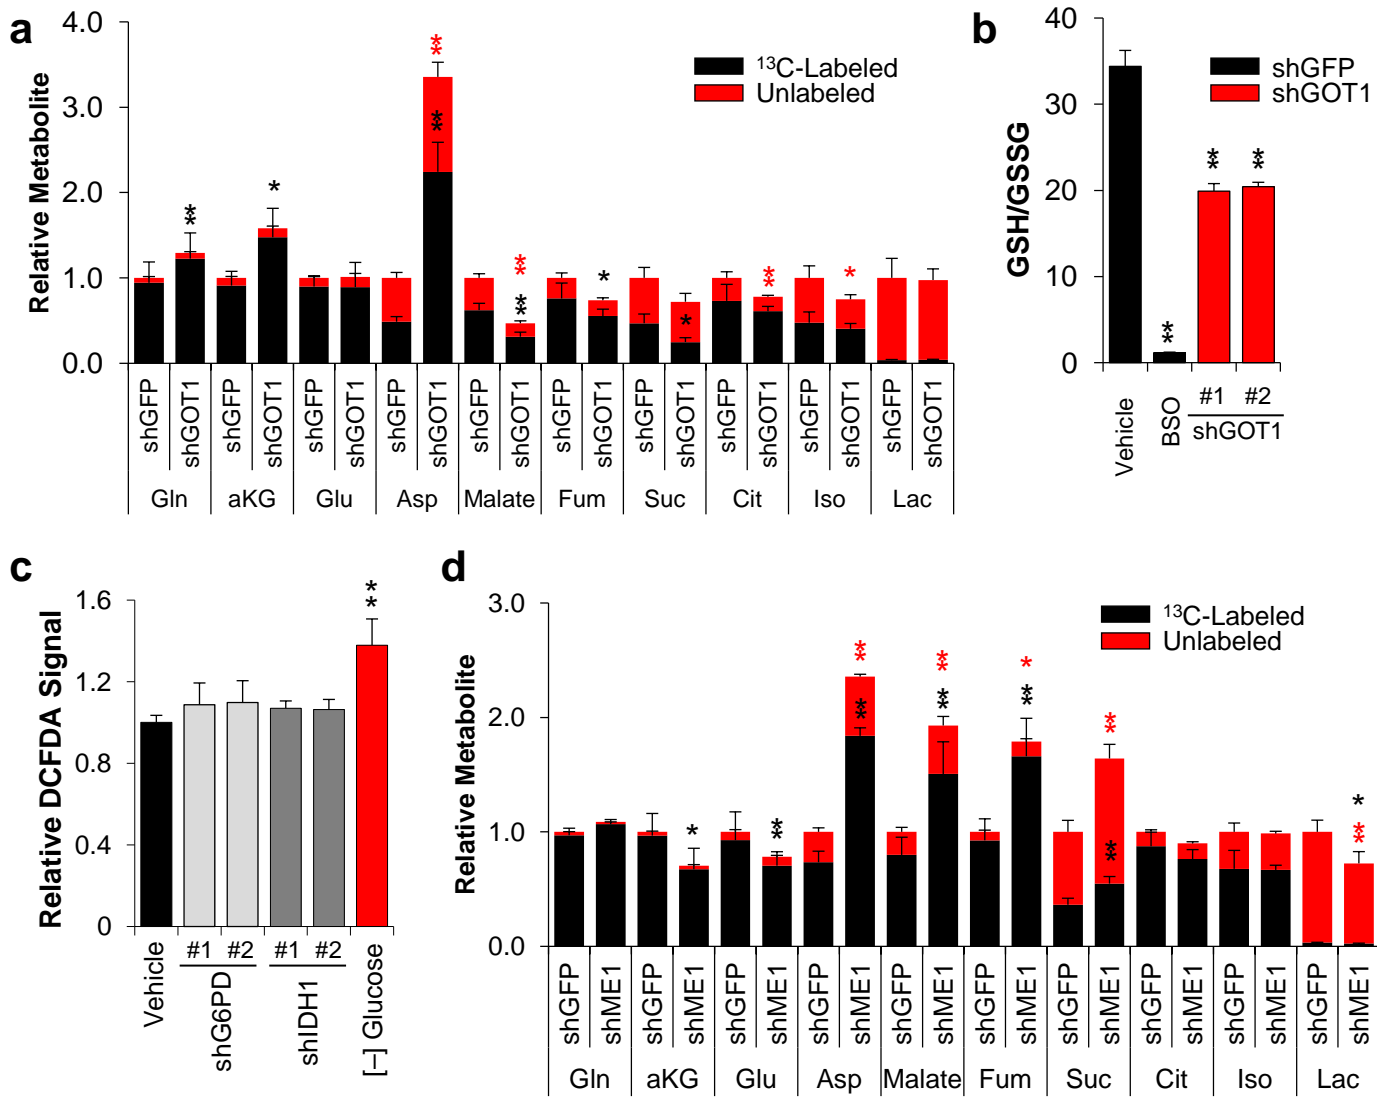 a
Relative Metabolite
4.0
4.0
2.0
1.0
0.0
¹³C-Labeled
Unlabeled
**
*
**
**
**
**
*
*
**
*
shGFP shGOT1 shGFP shGOT1 shGFP shGOT1 shGFP shGOT1 shGFP shGOT1 shGFP shGOT1 shGFP shGOT1 shGFP shGOT1 shGFP shGOT1 shGFP shGOT1
Gln aKG Glu Asp Malate Fum Suc Cit Iso Lac
b
GSH/GSSG
40
30
20
10
0
shGFP
shGOT1
**
**
**
Vehicle BSO #1 #2
shGOT1
c
Relative DCFDA Signal
1.6
1.2
0.8
0.4
0
**
Vehicle #1 #2 #1 #2 [–] Glucose
shG6PD shIDH1
d
Relative Metabolite
3.0
2.0
1.0
0.0
¹³C-Labeled
Unlabeled
*
**
**
**
**
**
*
**
**
**
*
**
shGFP shME1 shGFP shME1 shGFP shME1 shGFP shME1 shGFP shME1 shGFP shME1 shGFP shME1 shGFP shME1 shGFP shME1 shGFP shME1
Gln aKG Glu Asp Malate Fum Suc Cit Iso Lac